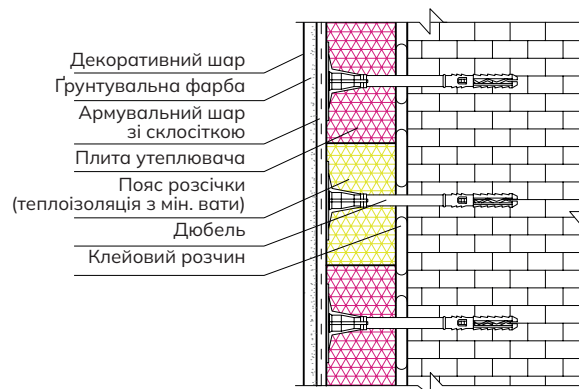 Декоративний шар
Ґрунтувальна фарба
Армувальний шар
зі склосіткою
Плита утеплювача
Пояс розсічки
(теплоізоляція з мін. вати)
Дюбель
Клейовий розчин